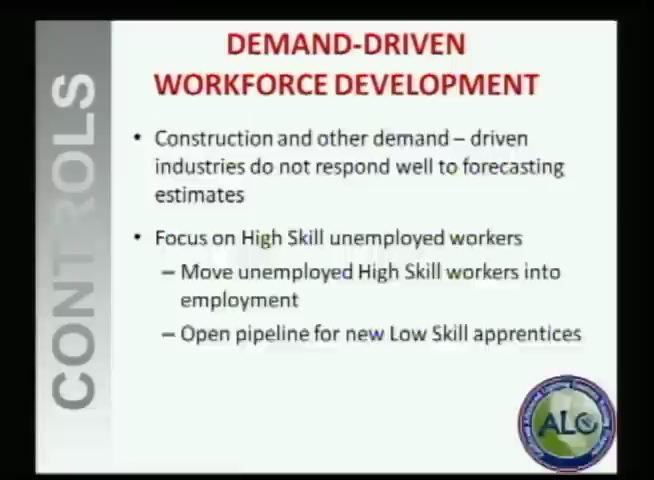 DEMAND-DRIVEN
WORKFORCE DEVELOPMENT
CONTROLS
• Construction and other demand – driven
industries do not respond well to forecasting
estimates
• Focus on High Skill unemployed workers
– Move unemployed High Skill workers into
employment
– Open pipeline for new Low Skill apprentices